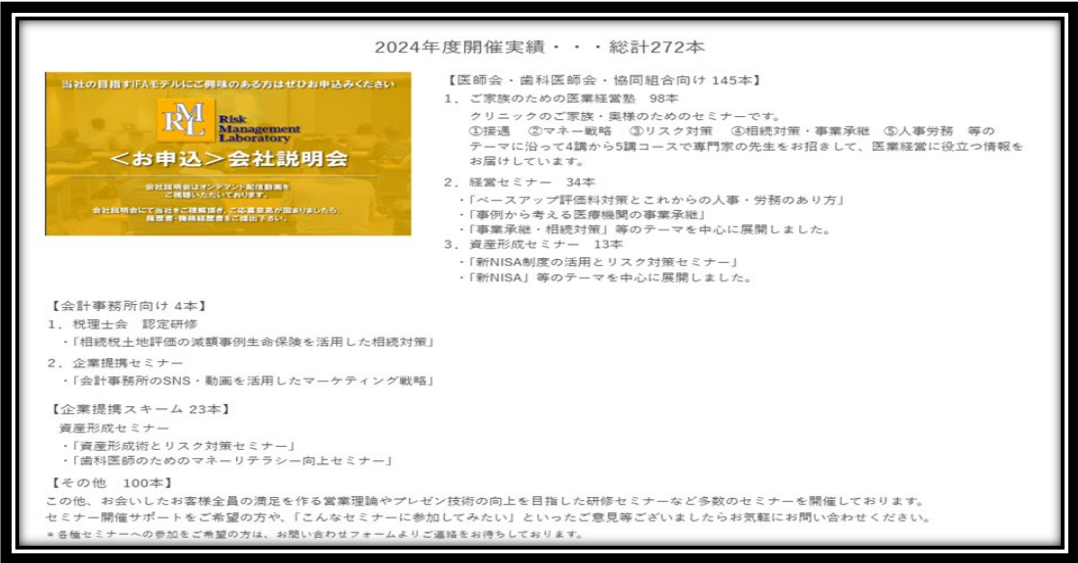 2024年度開催実績・・・総計272本
当社の目指すIFAモデルにご興味のある方はぜひお申込みください
RML
Risk
Management
Laboratory
＜お申込＞会社説明会
会社説明会はオンデマンド配信動画を
ご視聴いただいております。
会社説明会にて当社をご理解頂き、ご応募意思が固まりましたら、
履歴書・職務経歴書をご提出下さい。
【医師会・歯科医師会・協同組合向け 145本】
1．ご家族のための医業経営塾　98本
クリニックのご家族・奥様のためのセミナーです。
①接遇　②マネー戦略　③リスク対策　④相続対策・事業承継　⑤人事労務　等の
テーマに沿って4講から5講コースで専門家の先生をお招きして、医業経営に役立つ情報を
お届けしています。
2．経営セミナー　34本
・「ベースアップ評価料対策とこれからの人事・労務のあり方」
・「事例から考える医療機関の事業承継」
・「事業承継・相続対策」等のテーマを中心に展開しました。
3．資産形成セミナー　13本
・「新NISA制度の活用とリスク対策セミナー」
・「新NISA」等のテーマを中心に展開しました。
【会計事務所向け 4本】
1．税理士会　認定研修
・「相続税土地評価の減額事例生命保険を活用した相続対策」
2．企業提携セミナー
・「会計事務所のSNS・動画を活用したマーケティング戦略」
【企業提携スキーム 23本】
資産形成セミナー
・「資産形成術とリスク対策セミナー」
・「歯科医師のためのマネーリテラシー向上セミナー」
【その他　100本】
この他、お会いしたお客様全員の満足を作る営業理論やプレゼン技術の向上を目指した研修セミナーなど多数のセミナーを開催しております。
セミナー開催サポートをご希望の方や、「こんなセミナーに参加してみたい」といったご意見等ございましたらお気軽にお問い合わせください。
＊各種セミナーへの参加をご希望の方は、お問い合わせフォームよりご連絡をお待ちしております。